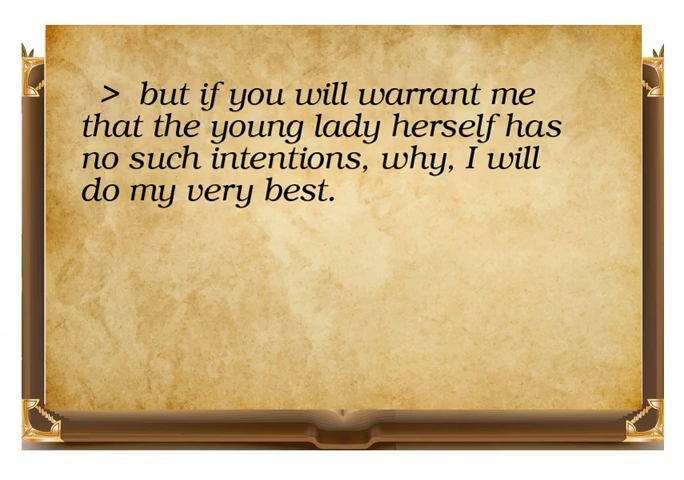 > but if you will warrant me
that the young lady herself has
no such intentions, why, I will
do my very best.